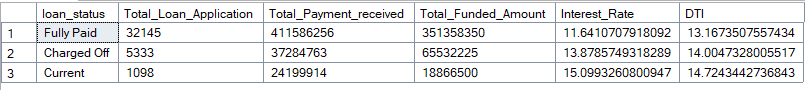 loan_status Total_Loan_Application Total_Payment_received Total_Funded_Amount Interest_Rate DTI
1 Fully Paid 32145 411586256 351358350 11.6410707918092 13.1673507557434
2 Charged Off 5333 37284763 65532225 13.8785749318289 14.0047328005517
3 Current 1098 24199914 18866500 15.0993260800947 14.7243442736843